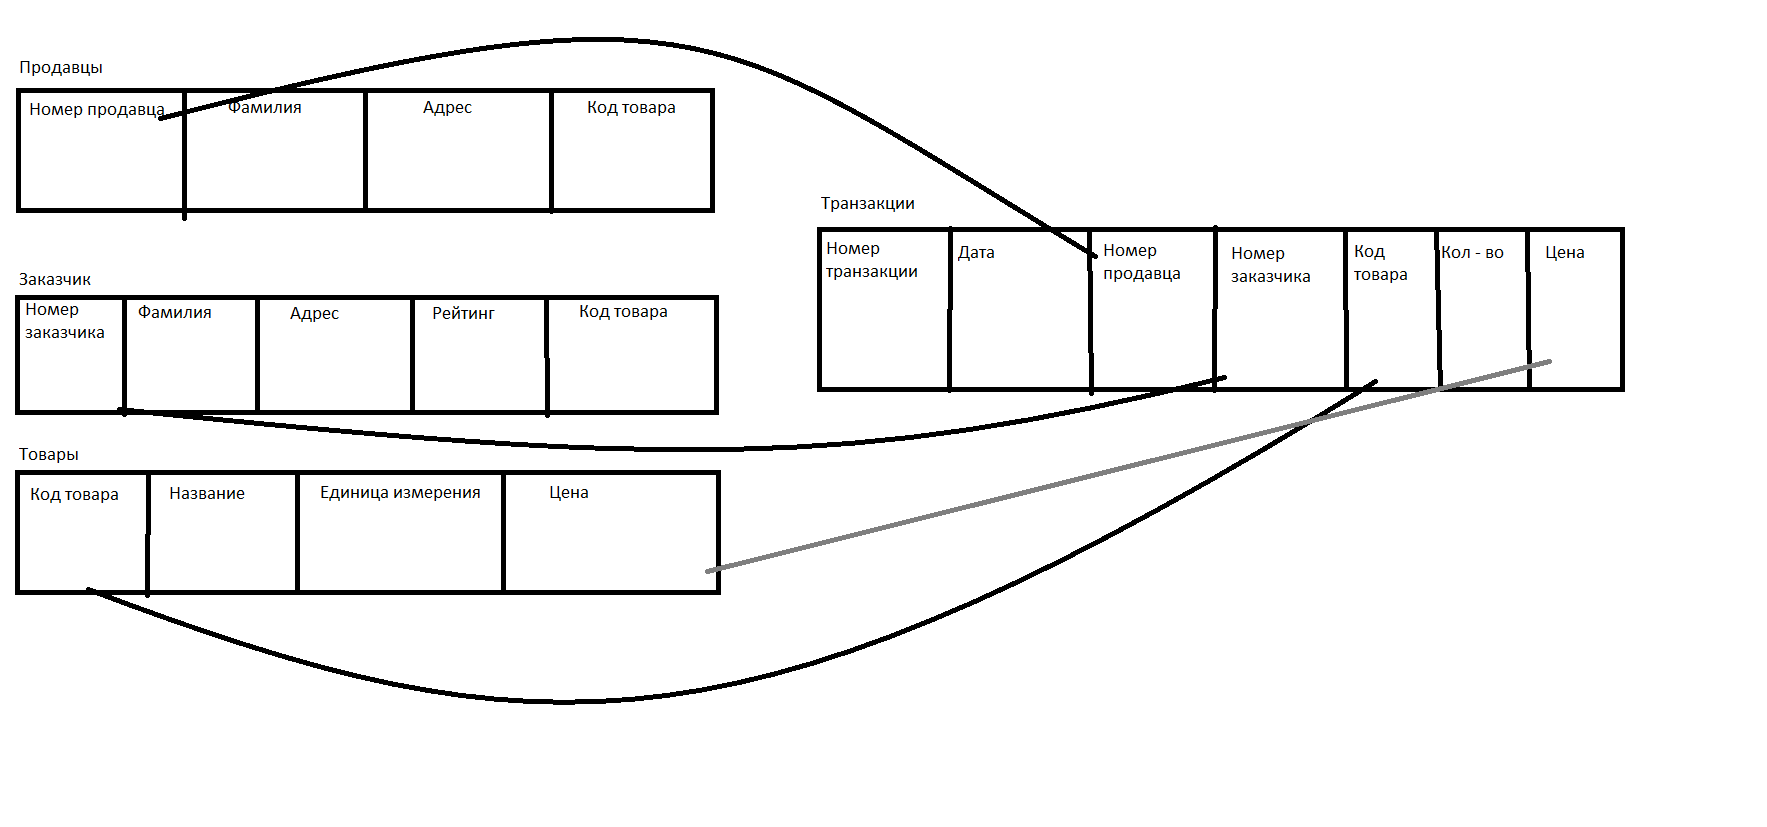 Продавцы
Номер продавца Фамилия Адрес Код товара
Транзакции
Номер
транзакции
Дата
Номер
продавца
Номер
заказчика
Код
товара
Кол - во
Цена
Заказчик
Номер
заказчика
Фамилия
Адрес
Рейтинг
Код товара
Товары
Код товара Название Единица измерения Цена